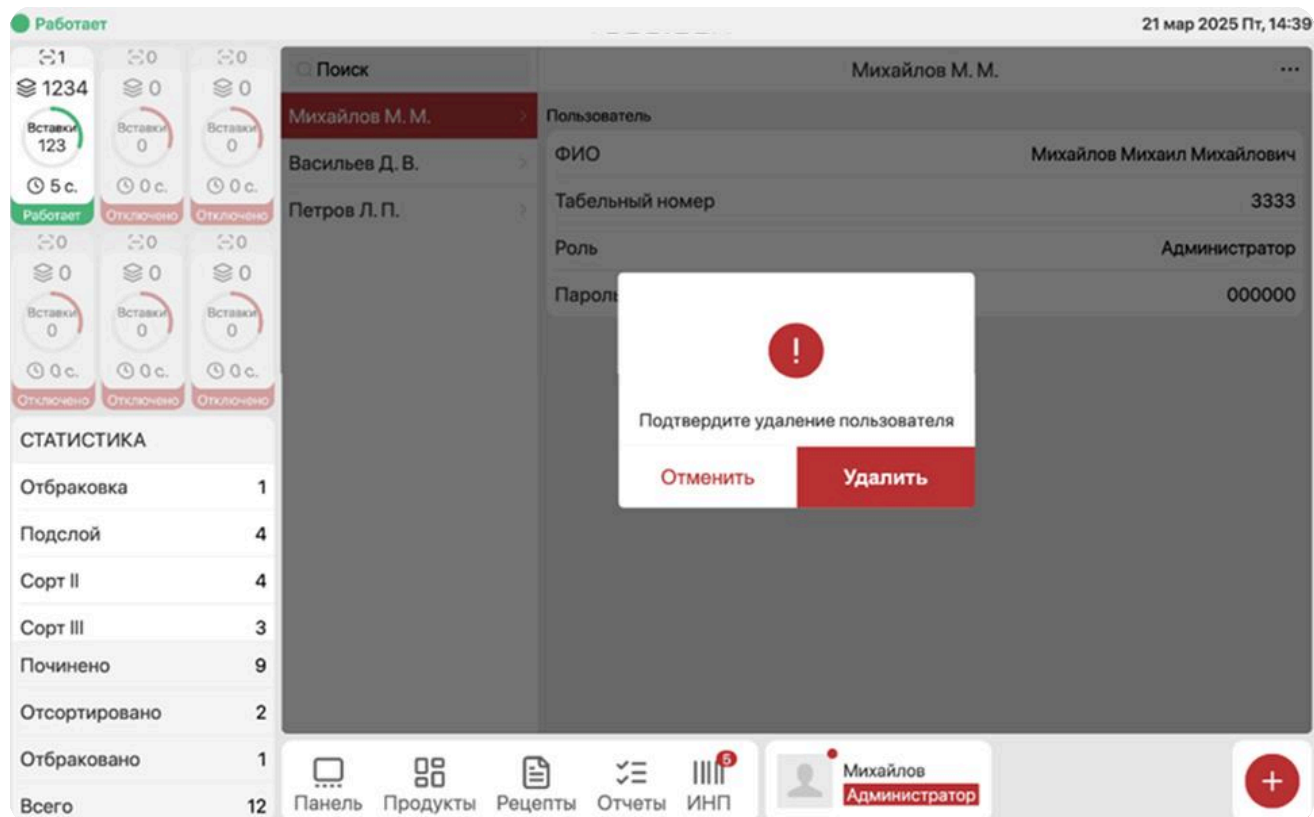 Работает
21 мар 2025 Пт, 14:39
1
0
0
1234
0
0
Вставки
123
Вставки
0
Вставки
0
5 с.
0 с.
0 с.
Работает
Отключено
Отключено
0
0
0
0
0
0
Вставки
0
Вставки
0
Вставки
0
0 с.
0 с.
0 с.
Отключено
Отключено
Отключено
СТАТИСТИКА
Отбраковка 1
Подслой 4
Сорт II 4
Сорт III 3
Починено 9
Отсортировано 2
Отбраковано 1
Всего 12
Поиск
Михайлов М. М.
Васильев Д. В.
Петров Л. П.
Михайлов М. М.
Пользователь
ФИО Михайлов Михаил Михайлович
Табельный номер 3333
Роль Администратор
Пароль 000000
!
Подтвердите удаление пользователя
Отменить
Удалить
Панель
Продукты
Рецепты
Отчеты
5
ИНП
Михайлов
Администратор
+